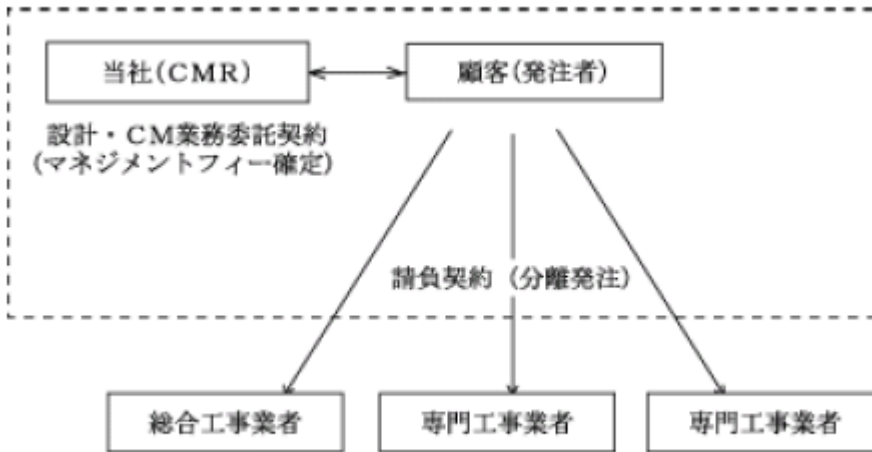 当社(CMR)
顧客(発注者)
設計・CM業務委託契約
(マネジメントフィー確定)
請負契約 (分離発注)
総合工事業者
専門工事業者
専門工事業者